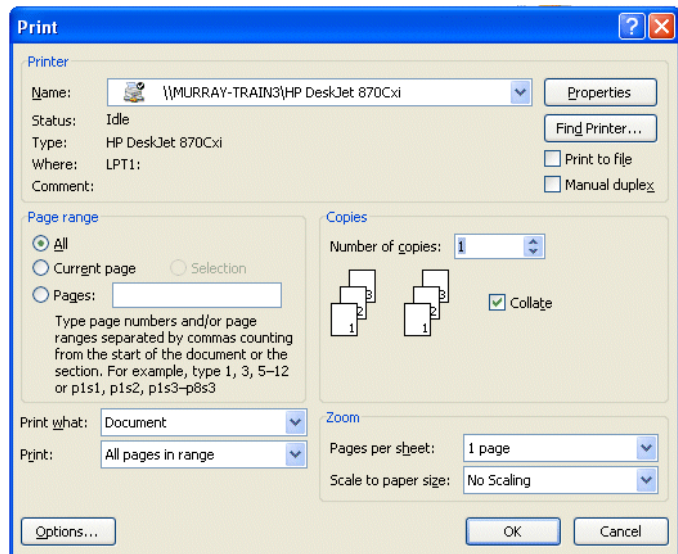 Print
Printer
Name: \\MURRAY-TRAIN3\HP DeskJet 870Cxi Properties
Status: Idle Find Printer...
Type: HP DeskJet 870Cxi
Where: LPT1: Print to file
Comment: Manual duplex
Page range
All
Current page Selection
Pages:
Type page numbers and/or page
ranges separated by commas counting
from the start of the document or the
section. For example, type 1, 3, 5–12
or p1s1, p1s2, p1s3–p8s3
Copies
Number of copies: 1
3 3
2 2
1 1
Collate
Print what: Document
Print: All pages in range
Zoom
Pages per sheet: 1 page
Scale to paper size: No Scaling
Options... OK Cancel